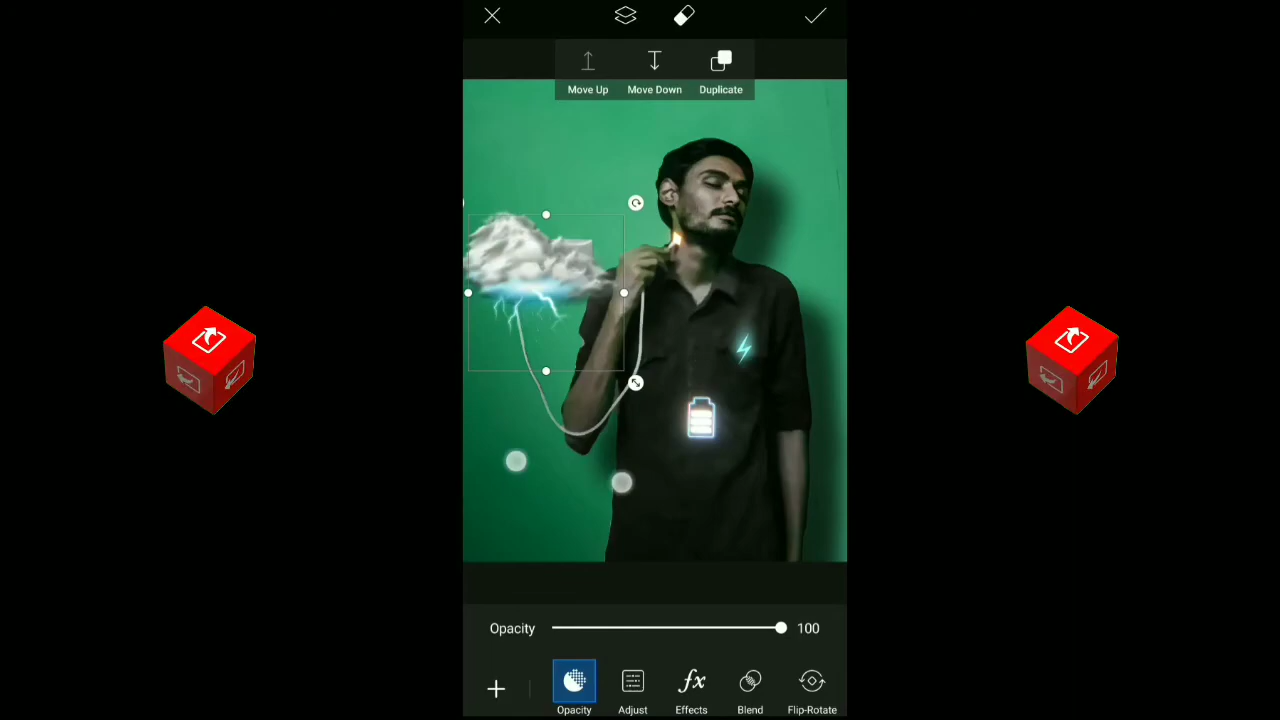 Move Up Move Down Duplicate
Opacity 100
Opacity Adjust Effects Blend Flip-Rotate